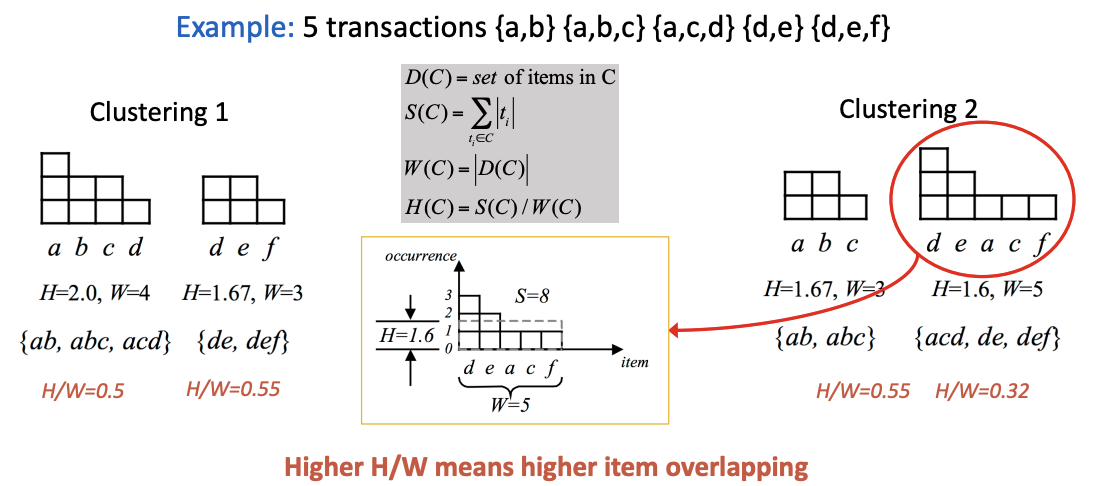 Example: 5 transactions {a,b} {a,b,c} {a,c,d} {d,e} {d,e,f}
Clustering 1
a b c d
d e f
H=2.0, W=4
H=1.67, W=3
{ab, abc, acd}
{de, def}
H/W=0.5
H/W=0.55
D(C) = set of items in C
S(C) = ∑|tᵢ|
tᵢ∈C
W(C) = |D(C)|
H(C) = S(C) / W(C)
occurrence
S=8
3
2
1
0
H=1.6
item
d e a c f
W=5
Clustering 2
a b c
d e a c f
H=1.67, W=3
H=1.6, W=5
{ab, abc}
{acd, de, def}
H/W=0.55
H/W=0.32
Higher H/W means higher item overlapping